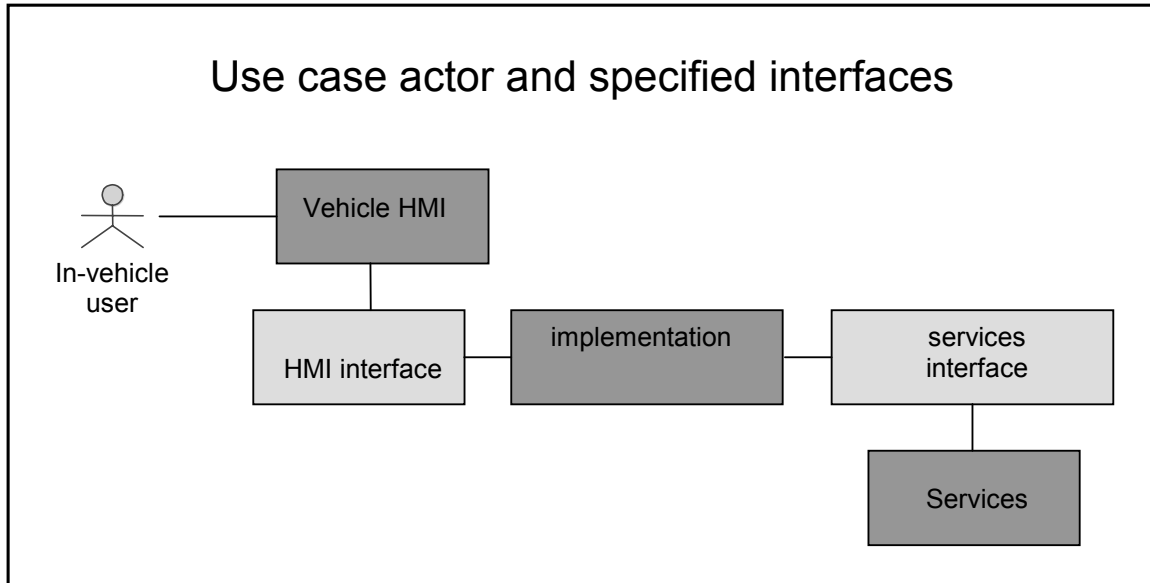 Use case actor and specified interfaces
Vehicle HMI
In-vehicle
user
HMI interface
implementation
services
interface
Services